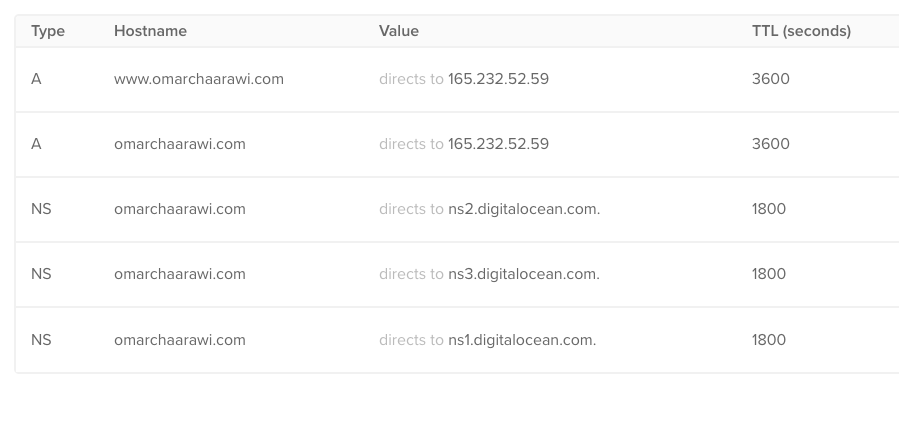 Type Hostname Value TTL (seconds)
A www.omarchaarawi.com directs to 165.232.52.59 3600
A omarchaarawi.com directs to 165.232.52.59 3600
NS omarchaarawi.com directs to ns2.digitalocean.com. 1800
NS omarchaarawi.com directs to ns3.digitalocean.com. 1800
NS omarchaarawi.com directs to ns1.digitalocean.com. 1800